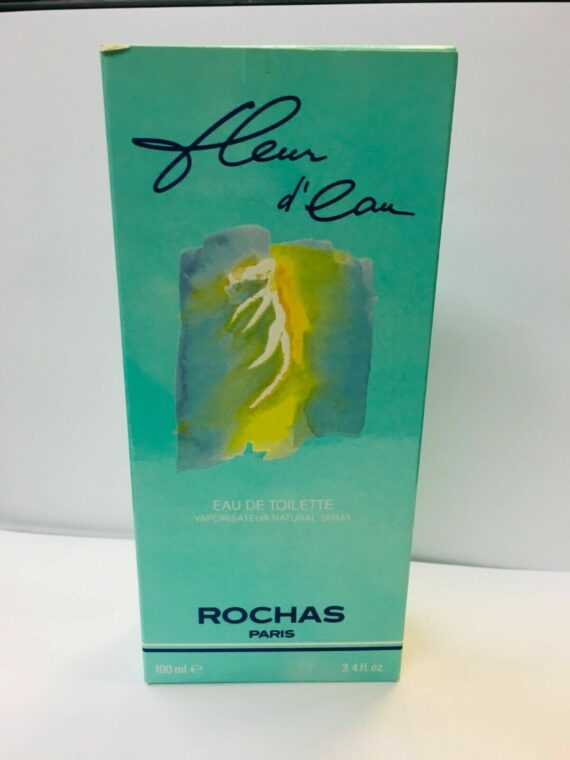 fleur
d'eau
EAU DE TOILETTE
VAPORISATEUR NATURAL SPRAY
ROCHAS
PARIS
100 ml ℮ 3.4 fl. oz.